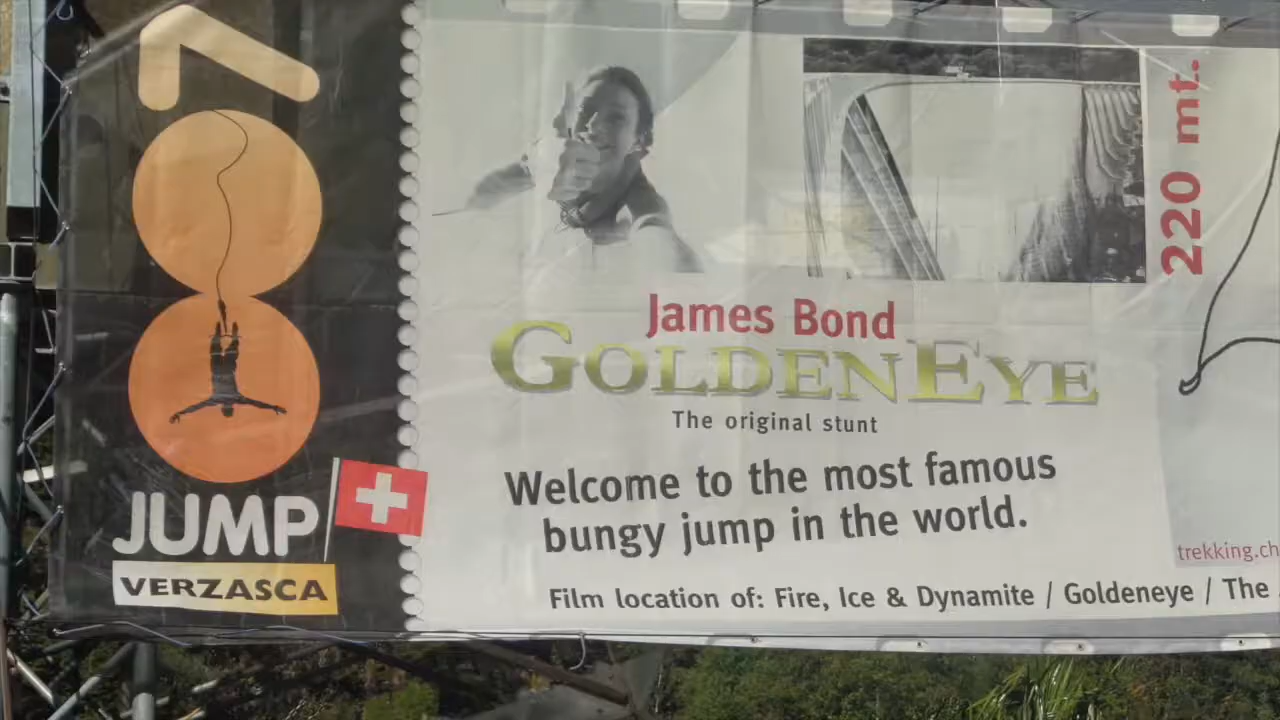 007
JUMP
VERZASCA
220 mt.
James Bond
GOLDENEYE
The original stunt
Welcome to the most famous
bungy jump in the world.
trekking.ch
Film location of: Fire, Ice & Dynamite / Goldeneye / The